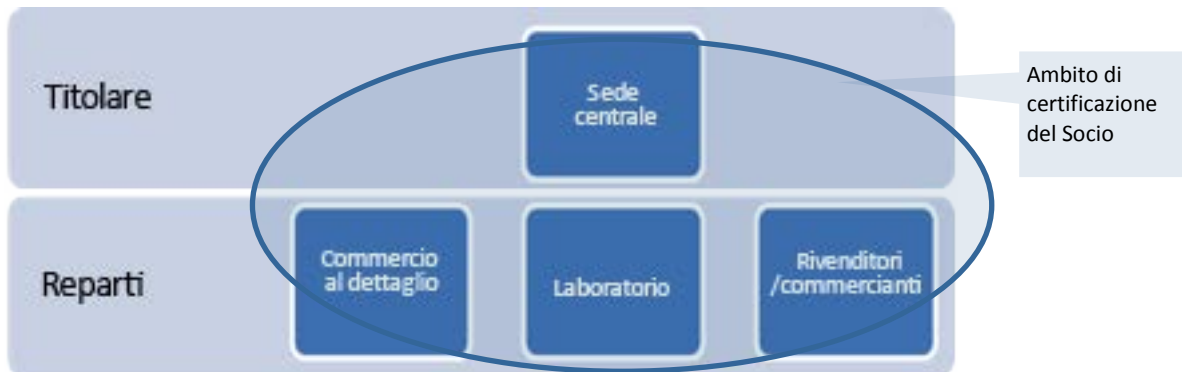 Titolare
Sede
centrale
Ambito di
certificazione
del Socio
Reparti
Commercio
al dettaglio
Laboratorio
Rivenditori
/commercianti